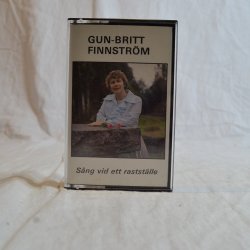 GUN-BRITT
FINNSTRÖM
Sång vid ett rastställe